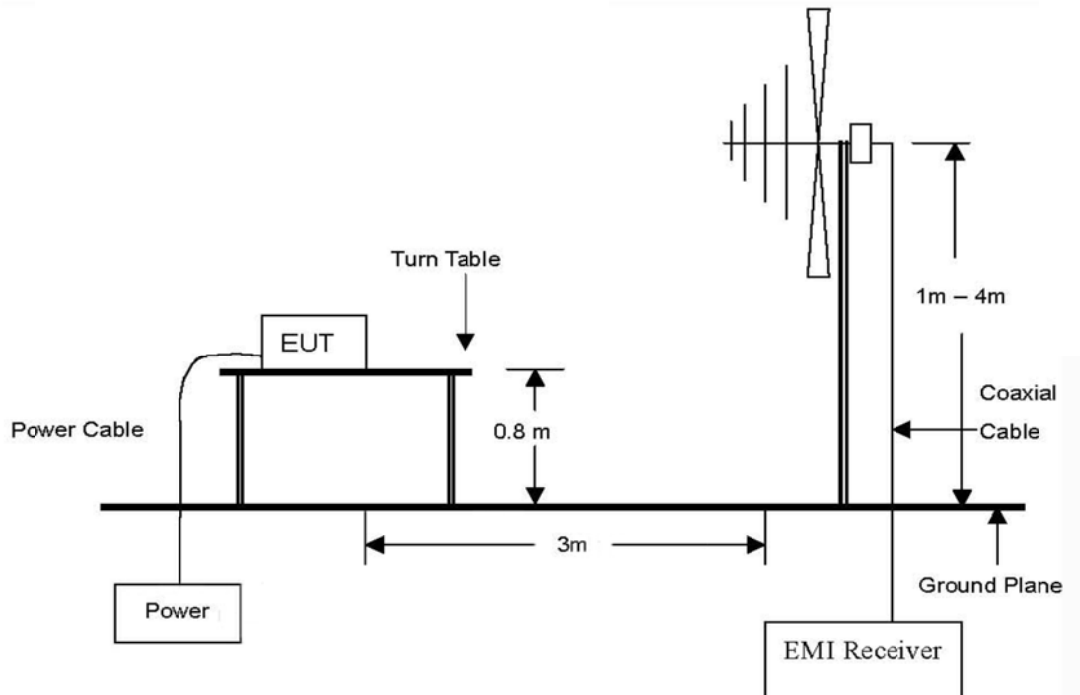 Turn Table
1m – 4m
EUT
Coaxial
Cable
Power Cable
0.8 m
3m
Ground Plane
Power
EMI Receiver